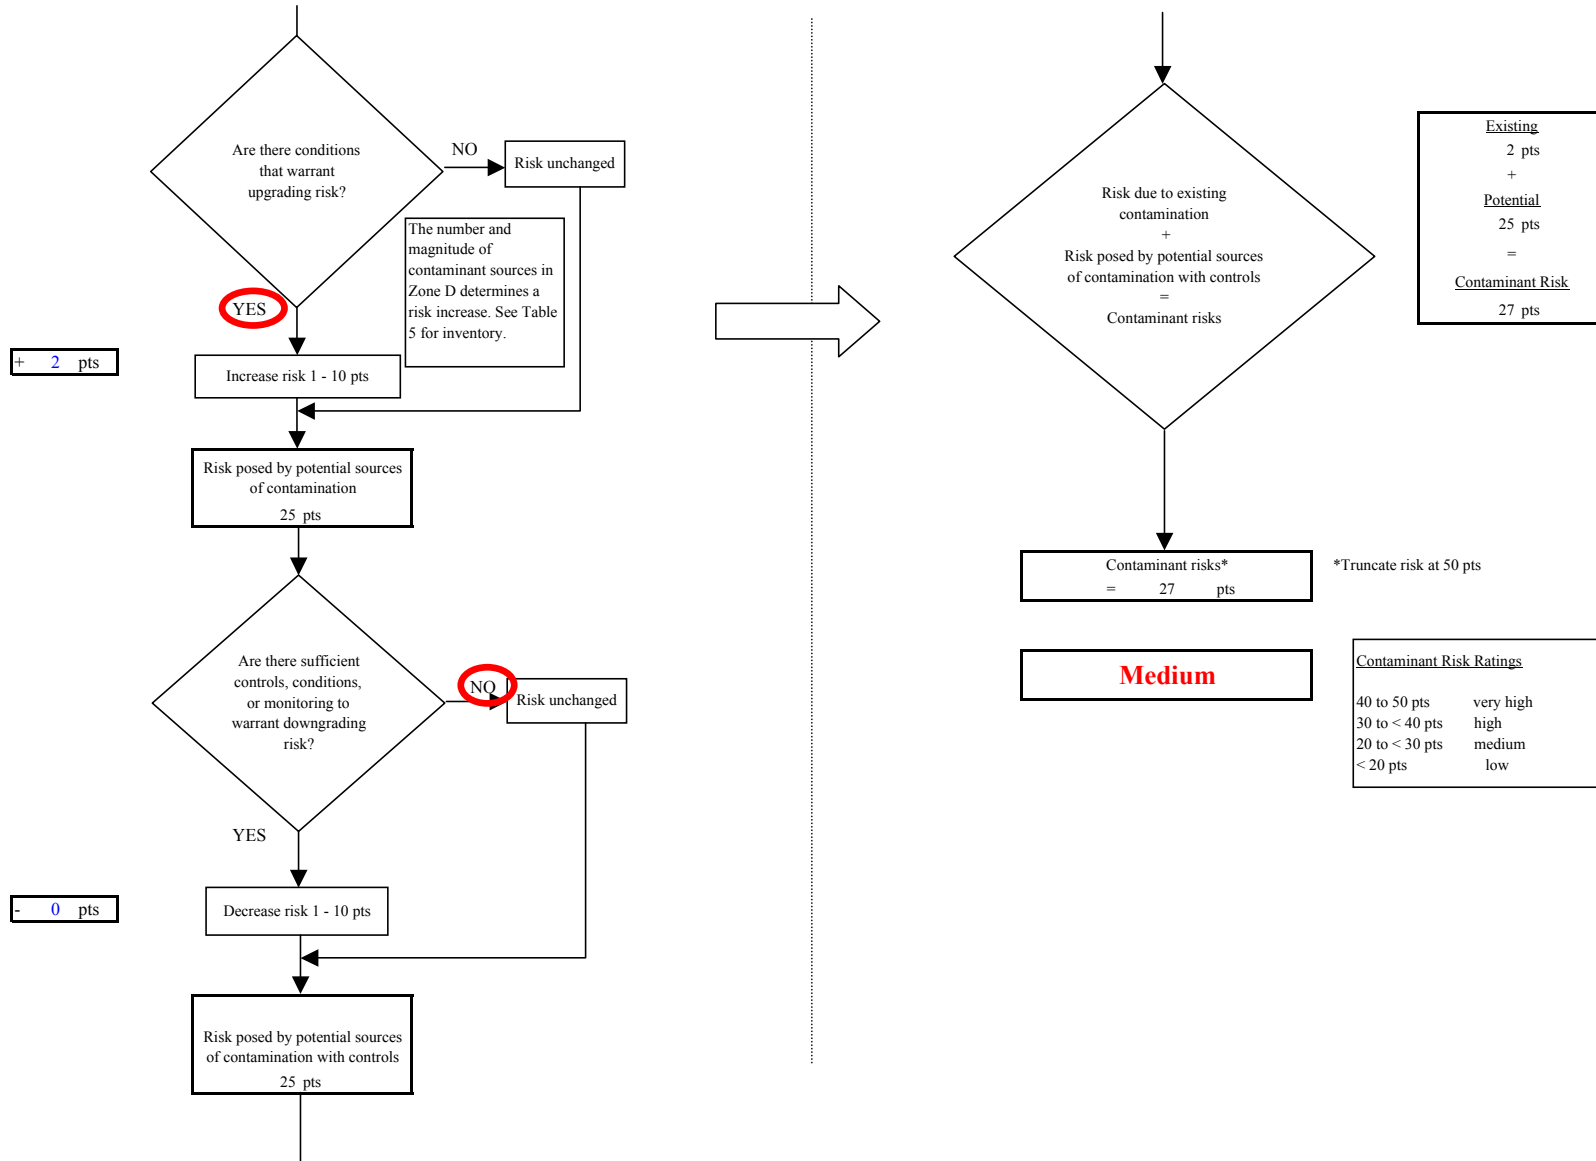 Are there conditions
that warrant
upgrading risk?
NO
Risk unchanged
The number and
magnitude of
contaminant sources in
Zone D determines a
risk increase. See Table
5 for inventory.
YES
+ 2 pts
Increase risk 1 - 10 pts
Risk posed by potential sources
of contamination
25 pts
Are there sufficient
controls, conditions,
or monitoring to
warrant downgrading
risk?
NO
Risk unchanged
YES
- 0 pts
Decrease risk 1 - 10 pts
Risk posed by potential sources
of contamination with controls
25 pts
Risk due to existing
contamination
+
Risk posed by potential sources
of contamination with controls
=
Contaminant risks
Existing
2 pts
+
Potential
25 pts
=
Contaminant Risk
27 pts
Contaminant risks*
= 27 pts
*Truncate risk at 50 pts
Medium
Contaminant Risk Ratings
40 to 50 pts very high
30 to < 40 pts high
20 to < 30 pts medium
< 20 pts low